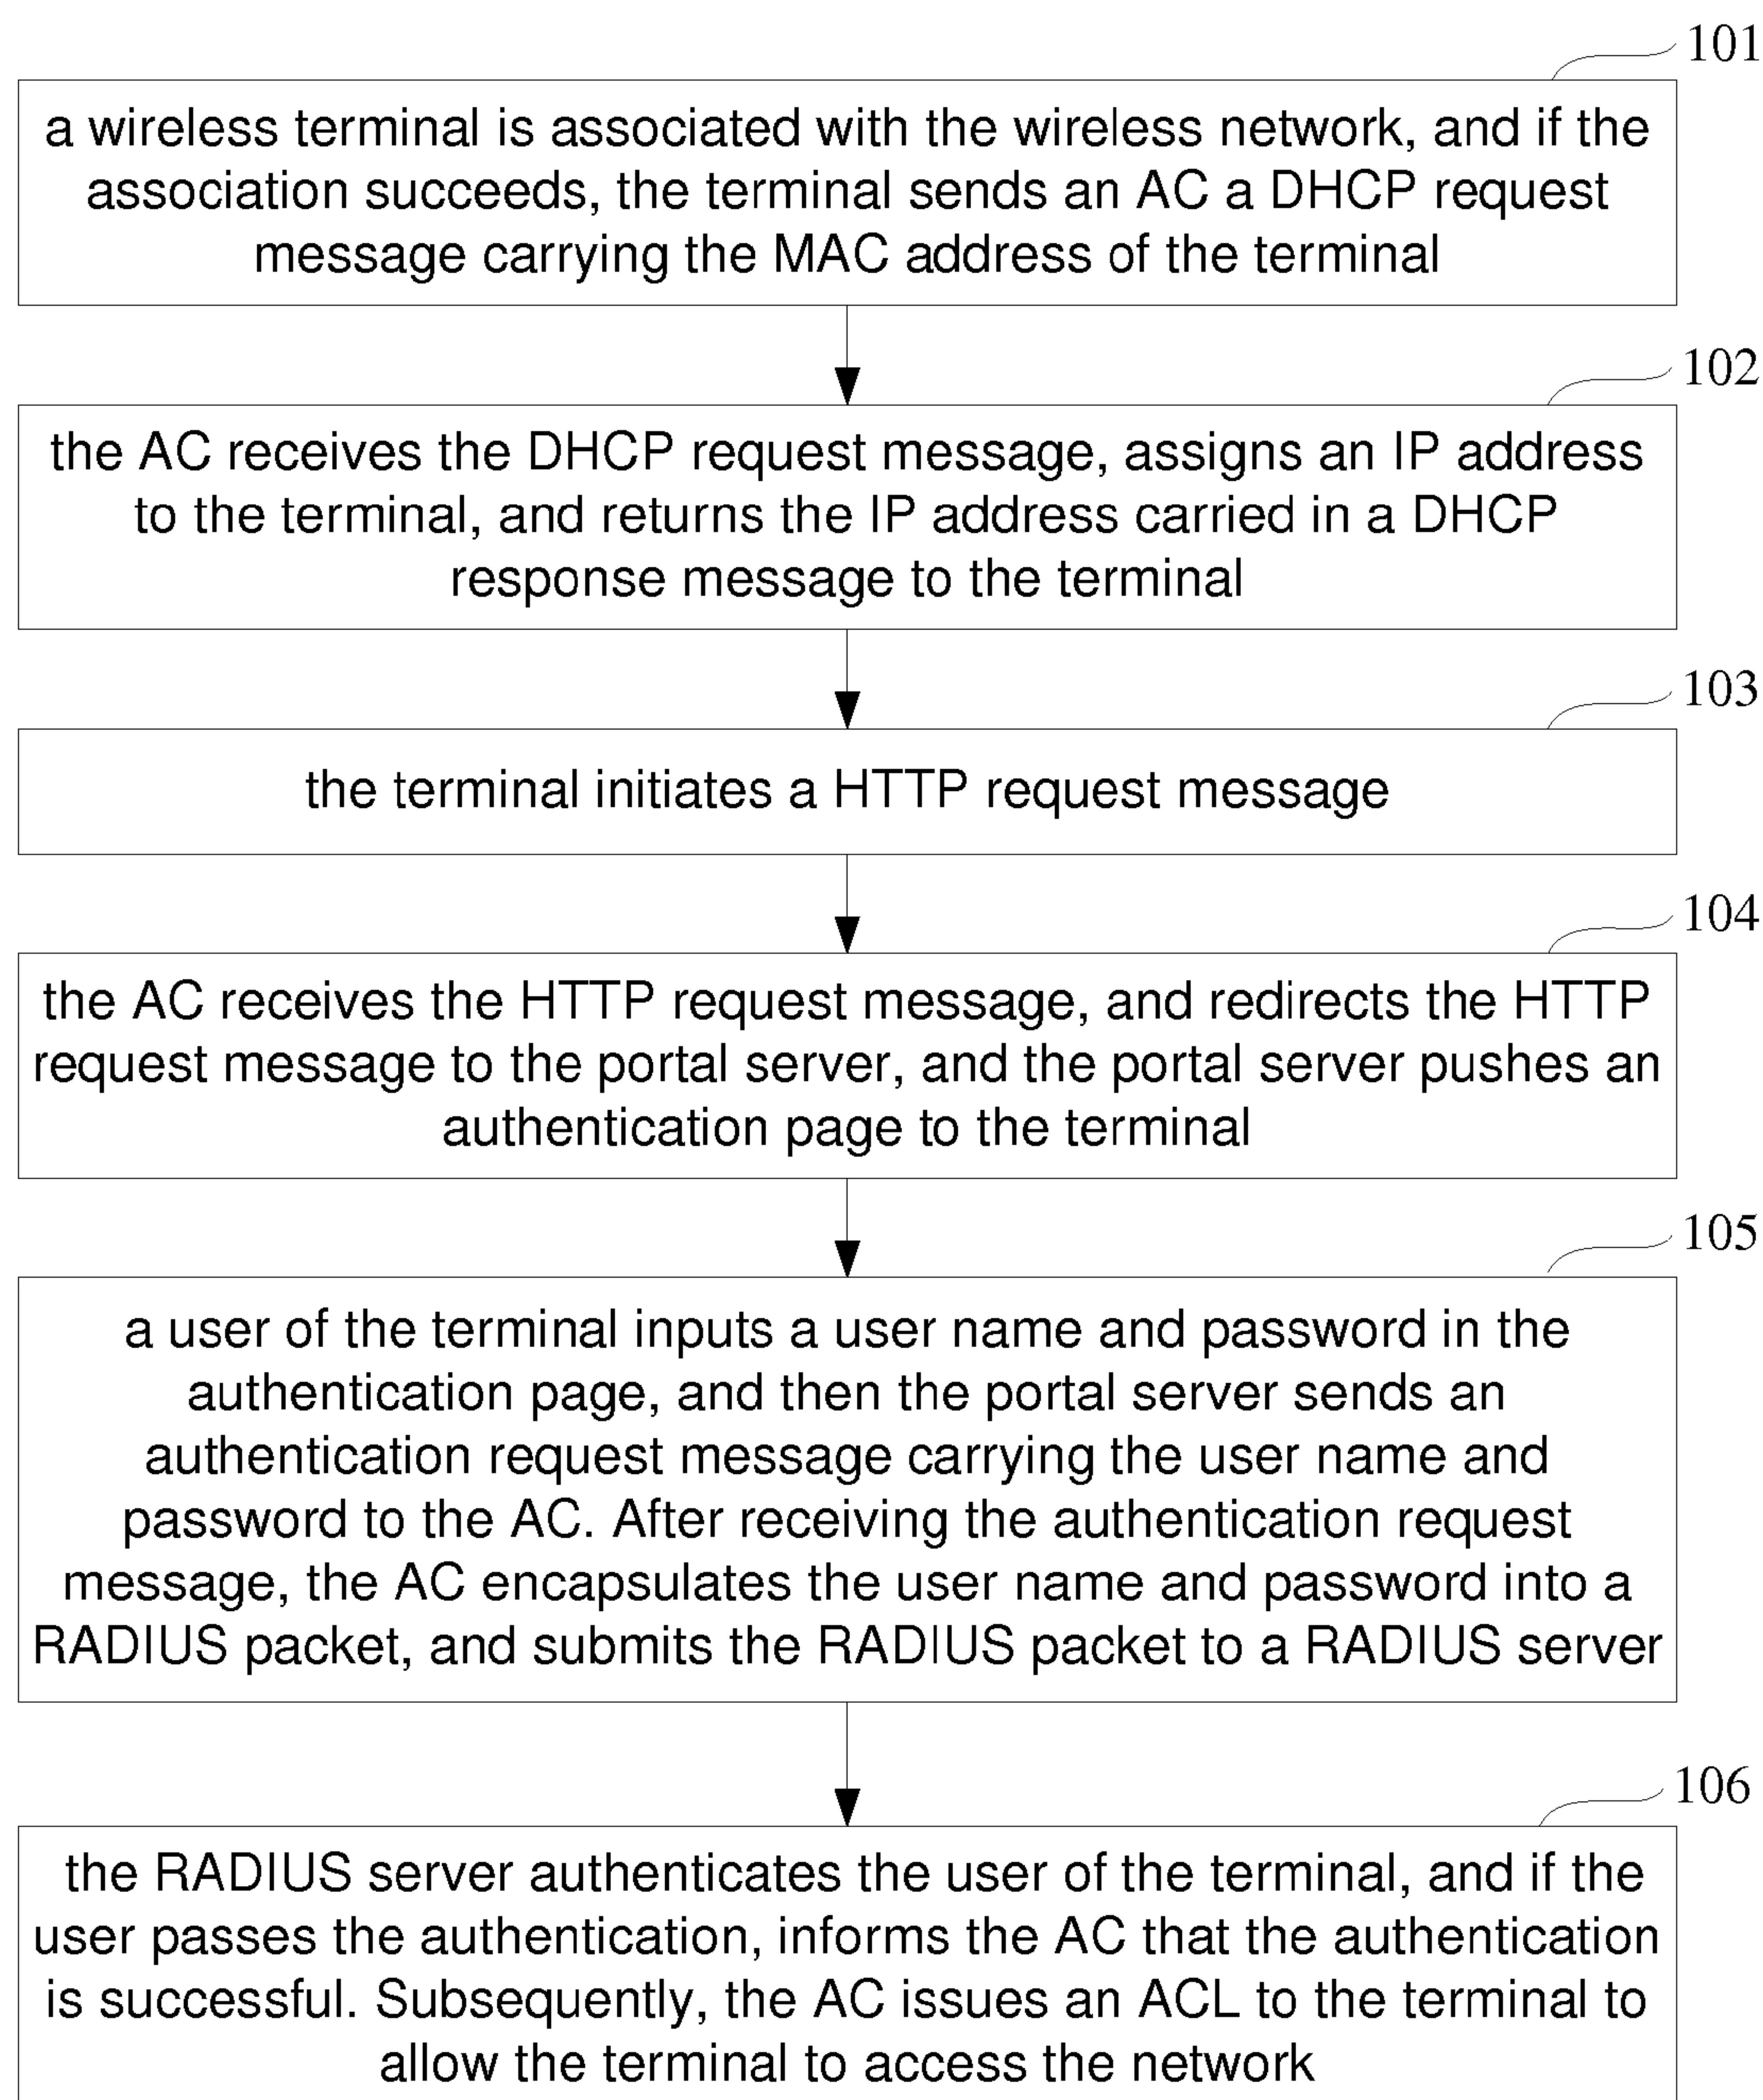 101
a wireless terminal is associated with the wireless network, and if the
association succeeds, the terminal sends an AC a DHCP request
message carrying the MAC address of the terminal
102
the AC receives the DHCP request message, assigns an IP address
to the terminal, and returns the IP address carried in a DHCP
response message to the terminal
103
the terminal initiates a HTTP request message
104
the AC receives the HTTP request message, and redirects the HTTP
request message to the portal server, and the portal server pushes an
authentication page to the terminal
105
a user of the terminal inputs a user name and password in the
authentication page, and then the portal server sends an
authentication request message carrying the user name and
password to the AC. After receiving the authentication request
message, the AC encapsulates the user name and password into a
RADIUS packet, and submits the RADIUS packet to a RADIUS server
106
the RADIUS server authenticates the user of the terminal, and if the
user passes the authentication, informs the AC that the authentication
is successful. Subsequently, the AC issues an ACL to the terminal to
allow the terminal to access the network